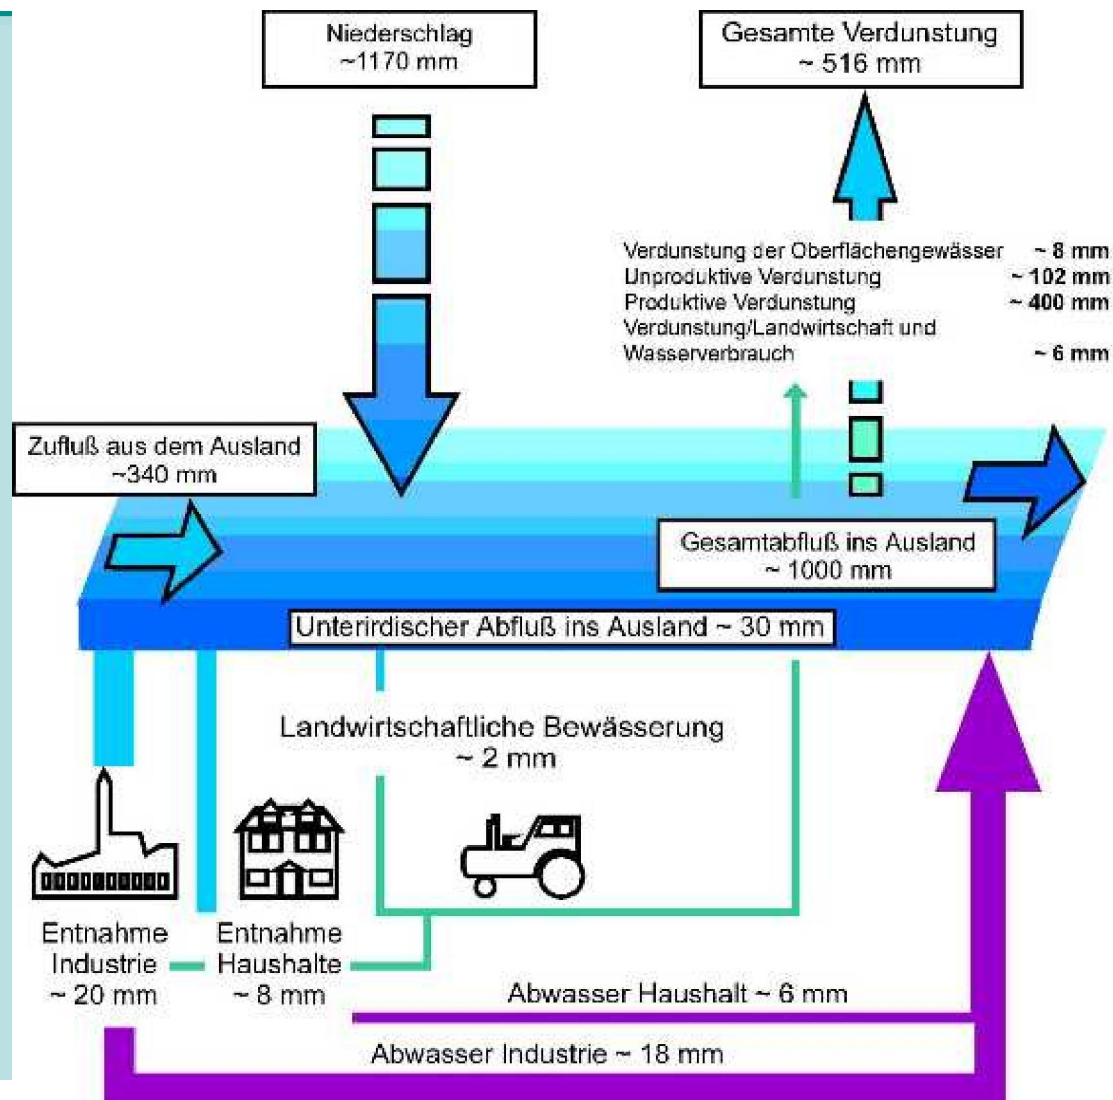 Niederschlag
~1170 mm
Gesamte Verdunstung
~ 516 mm
Verdunstung der Oberflächengewässer ~ 8 mm
Unproduktive Verdunstung ~ 102 mm
Produktive Verdunstung ~ 400 mm
Verdunstung/Landwirtschaft und
Wasserverbrauch ~ 6 mm
Zufluß aus dem Ausland
~340 mm
Gesamtabfluß ins Ausland
~ 1000 mm
Unterirdischer Abfluß ins Ausland ~ 30 mm
Landwirtschaftliche Bewässerung
~ 2 mm
Entnahme
Industrie
~ 20 mm
Entnahme
Haushalte
~ 8 mm
Abwasser Haushalt ~ 6 mm
Abwasser Industrie ~ 18 mm